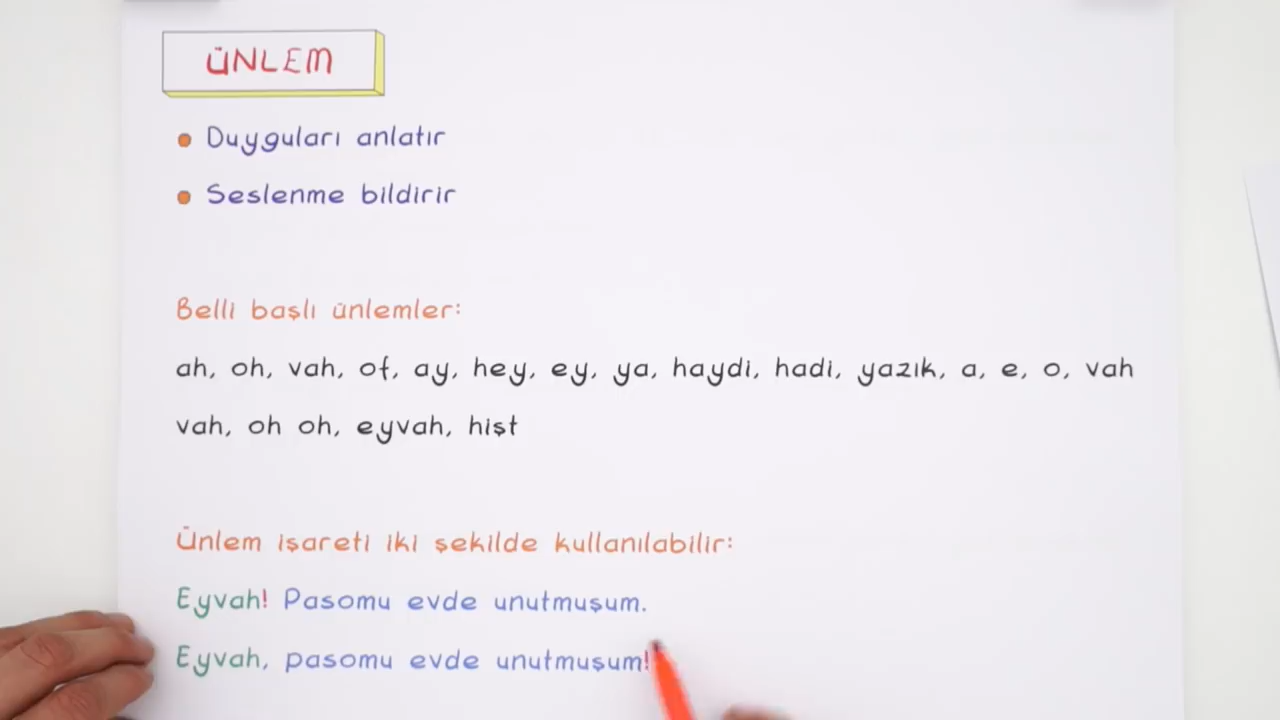 ÜNLEM
Duyguları anlatır
Seslenme bildirir
Belli başlı ünlemler:
ah, oh, vah, of, ay, hey, ey, ya, haydi, hadi, yazık, a, e, o, vah
vah, oh oh, eyvah, hişt
Ünlem işareti iki şekilde kullanılabilir:
Eyvah! Pasomu evde unutmuşum.
Eyvah, pasomu evde unutmuşum!